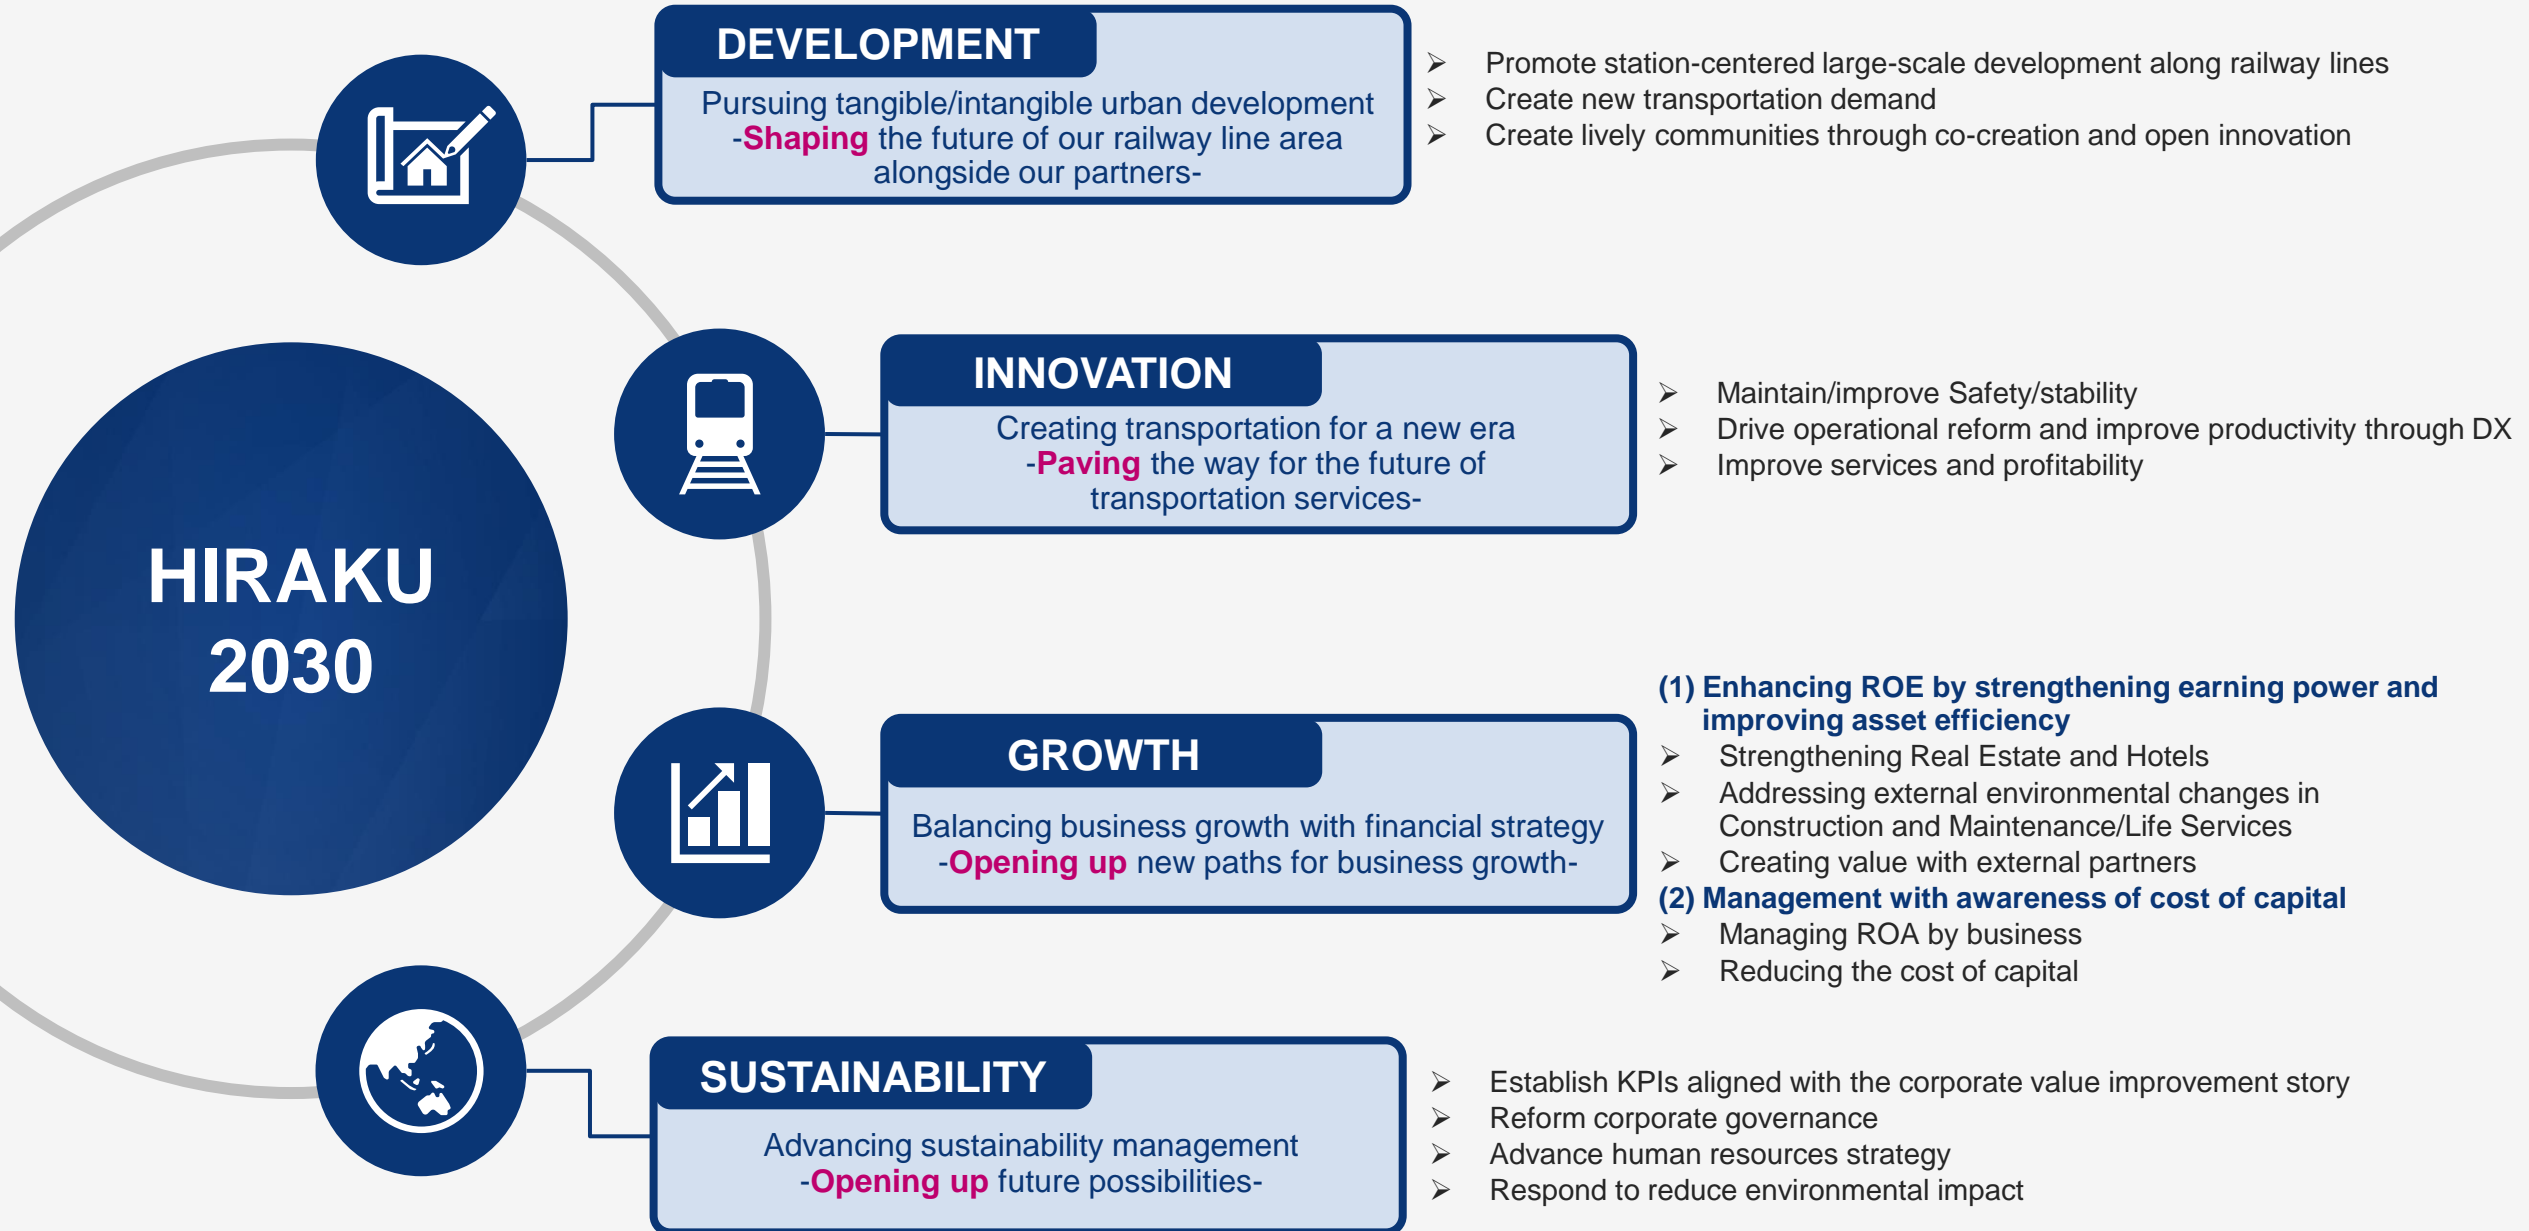 HIRAKU
2030
DEVELOPMENT
Pursuing tangible/intangible urban development
-Shaping the future of our railway line area
alongside our partners-
➢ Promote station-centered large-scale development along railway lines
➢ Create new transportation demand
➢ Create lively communities through co-creation and open innovation
INNOVATION
Creating transportation for a new era
-Paving the way for the future of
transportation services-
➢ Maintain/improve Safety/stability
➢ Drive operational reform and improve productivity through DX
➢ Improve services and profitability
GROWTH
Balancing business growth with financial strategy
-Opening up new paths for business growth-
(1) Enhancing ROE by strengthening earning power and
improving asset efficiency
➢ Strengthening Real Estate and Hotels
➢ Addressing external environmental changes in
Construction and Maintenance/Life Services
➢ Creating value with external partners
(2) Management with awareness of cost of capital
➢ Managing ROA by business
➢ Reducing the cost of capital
SUSTAINABILITY
Advancing sustainability management
-Opening up future possibilities-
➢ Establish KPIs aligned with the corporate value improvement story
➢ Reform corporate governance
➢ Advance human resources strategy
➢ Respond to reduce environmental impact